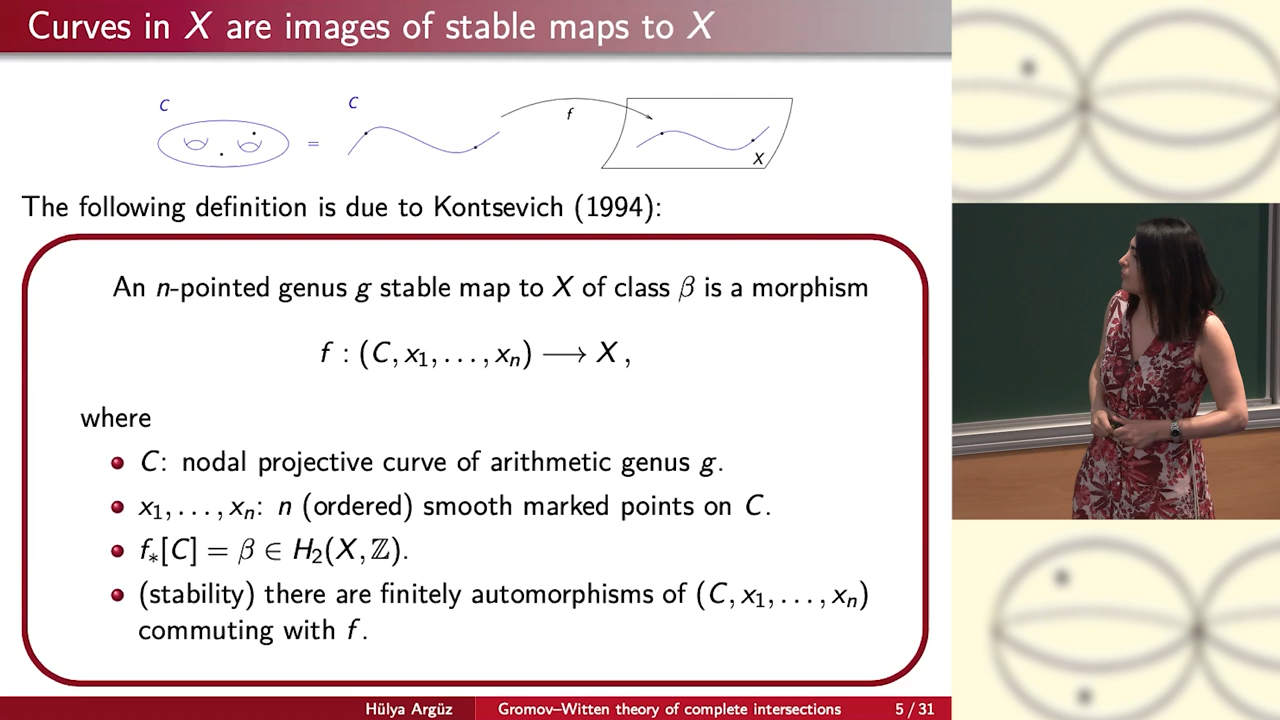 Curves in X are images of stable maps to X
C
C
f
=
X
The following definition is due to Kontsevich (1994):
An n-pointed genus g stable map to X of class β is a morphism
f : (C, x₁, . . . , xₙ) ⟶ X ,
where
C: nodal projective curve of arithmetic genus g.
x₁, . . . , xₙ: n (ordered) smooth marked points on C.
f∗[C] = β ∈ H₂(X, ℤ).
(stability) there are finitely automorphisms of (C, x₁, . . . , xₙ)
commuting with f.
Hülya Argüz Gromov–Witten theory of complete intersections 5 / 31